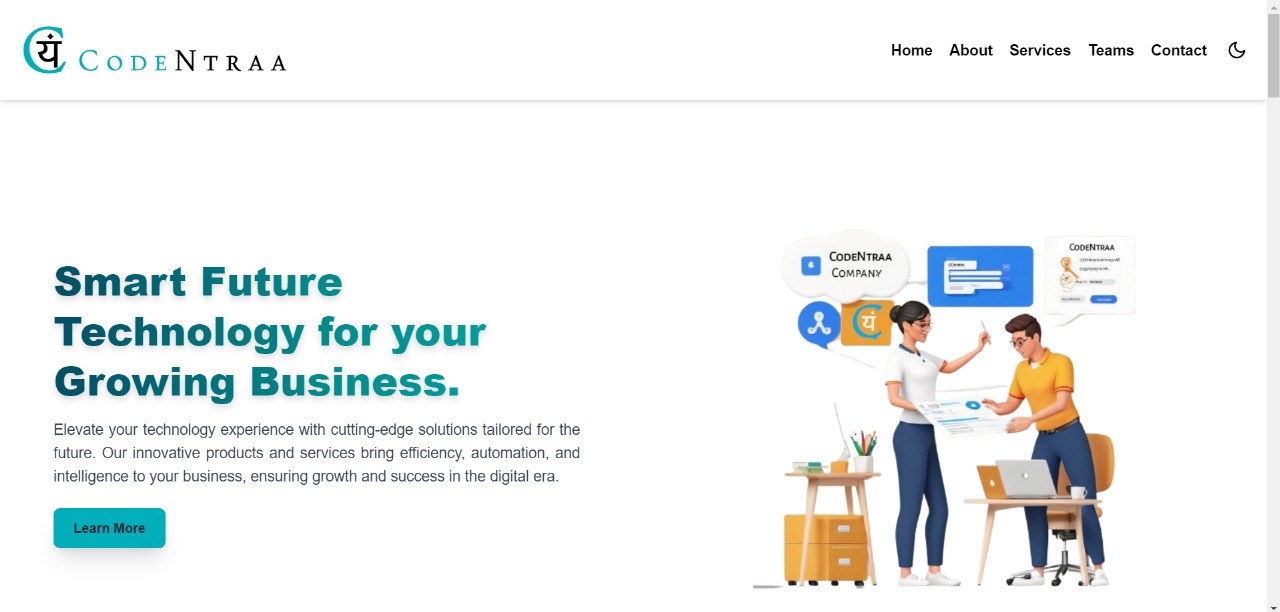 यं CODENTRAA
Home About Services Teams Contact
Smart Future
Technology for your
Growing Business.
Elevate your technology experience with cutting-edge solutions tailored for the
future. Our innovative products and services bring efficiency, automation, and
intelligence to your business, ensuring growth and success in the digital era.
Learn More
CODENTRAA
COMPANY
यं
CODENTRAA